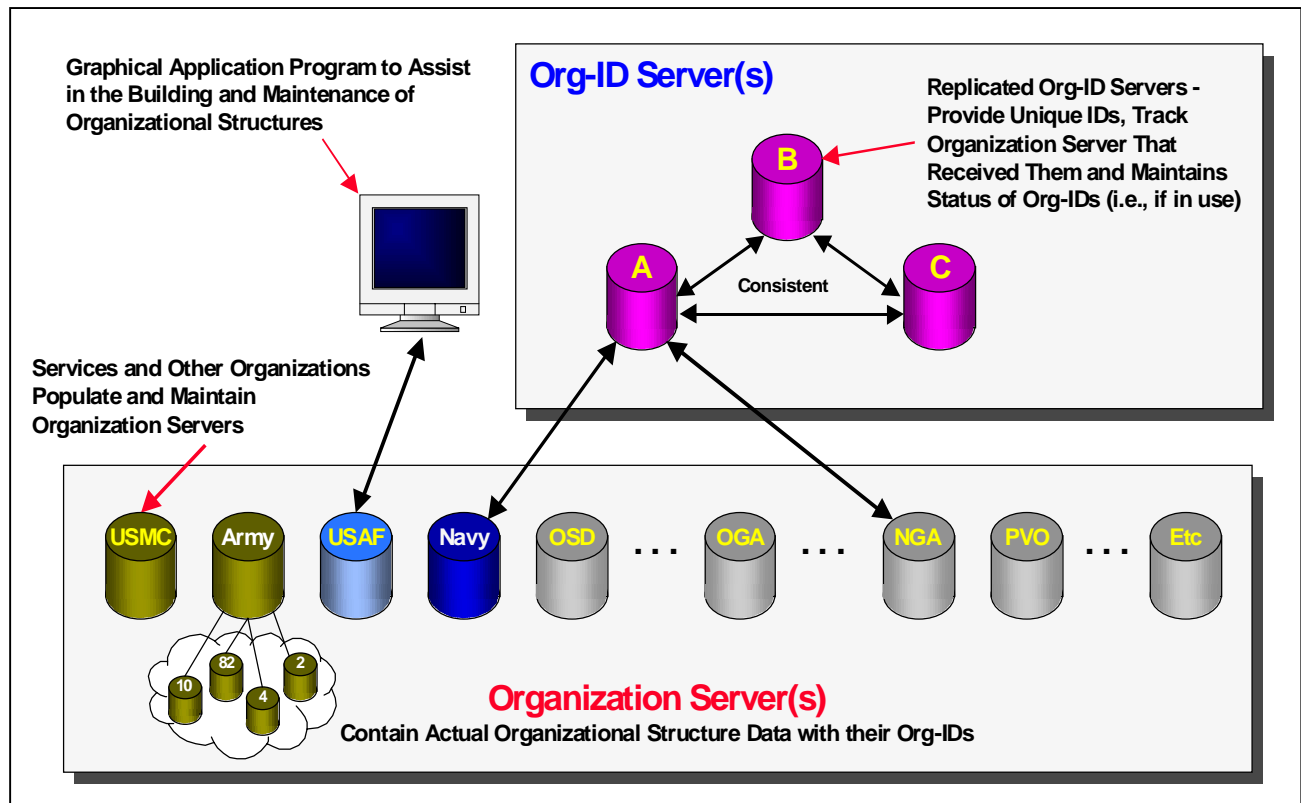 Graphical Application Program to Assist
in the Building and Maintenance of
Organizational Structures
Org-ID Server(s)
Replicated Org-ID Servers -
Provide Unique IDs, Track
Organization Server That
Received Them and Maintains
Status of Org-IDs (i.e., if in use)
B
A
C
Consistent
Services and Other Organizations
Populate and Maintain
Organization Servers
USMC
Army
USAF
Navy
OSD
. . .
OGA
. . .
NGA
PVO
. . .
Etc
10
82
4
2
Organization Server(s)
Contain Actual Organizational Structure Data with their Org-IDs